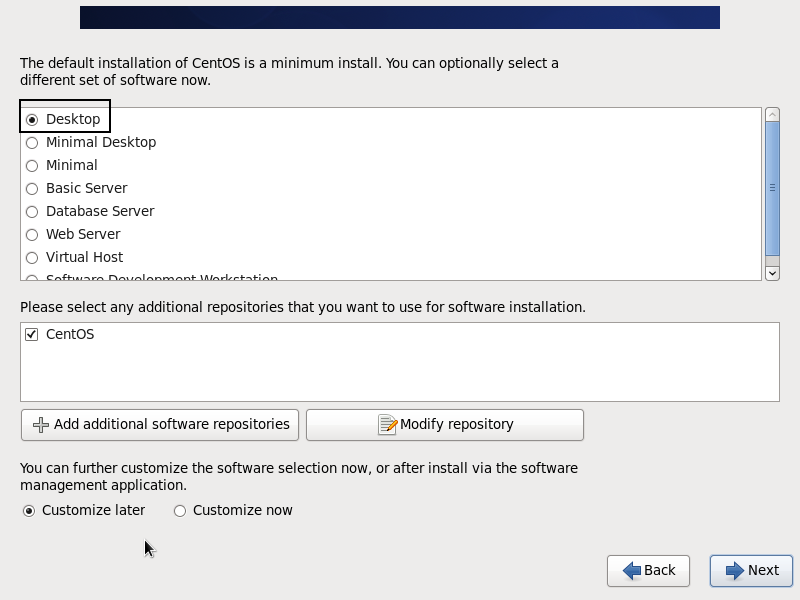 The default installation of CentOS is a minimum install. You can optionally select a
different set of software now.
Desktop
Minimal Desktop
Minimal
Basic Server
Database Server
Web Server
Virtual Host
Software Development Workstation
Please select any additional repositories that you want to use for software installation.
CentOS
Add additional software repositories
Modify repository
You can further customize the software selection now, or after install via the software
management application.
Customize later
Customize now
Back
Next